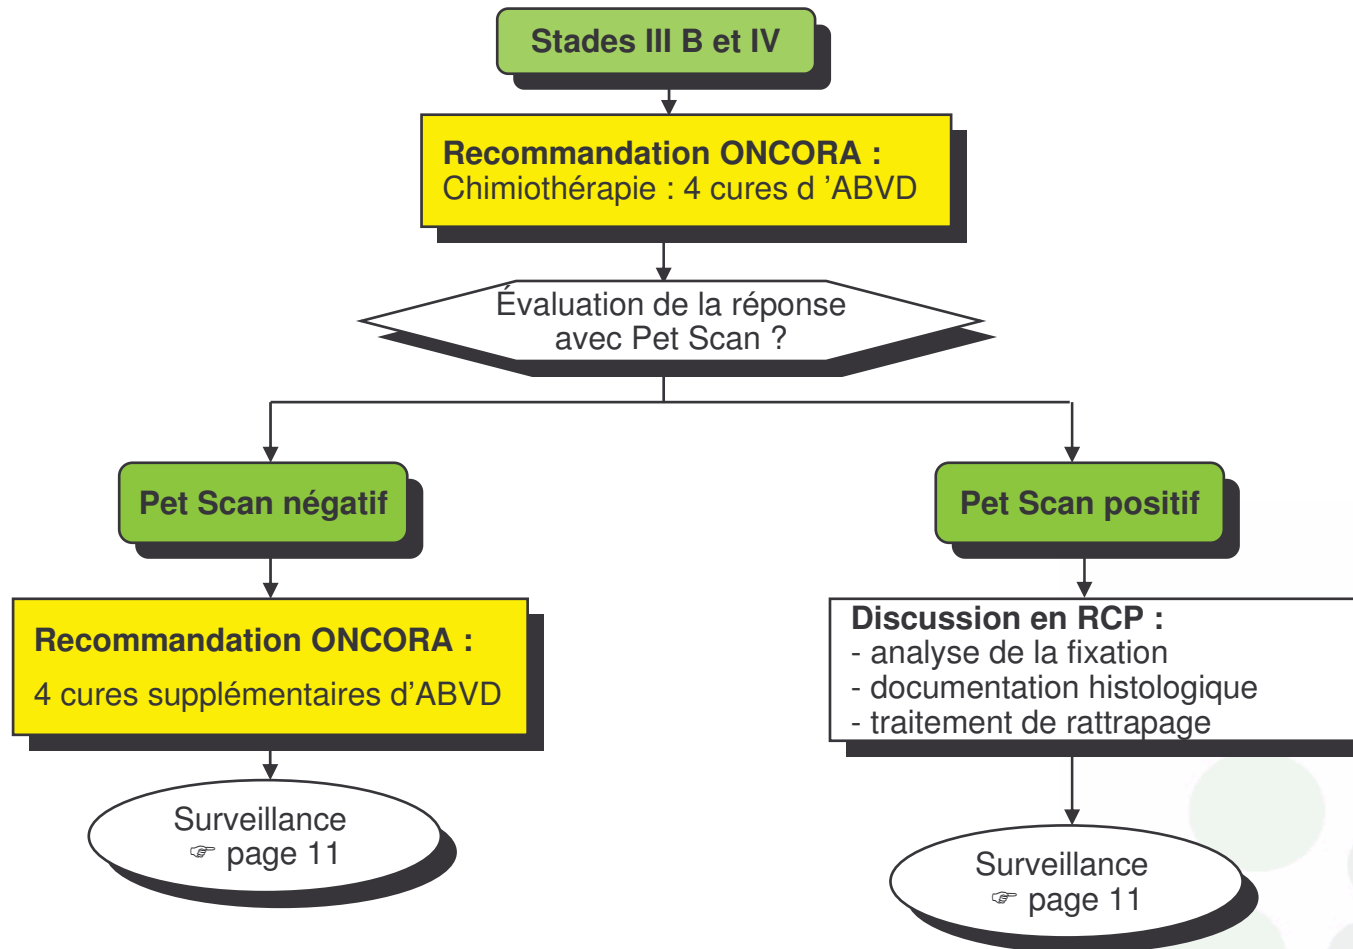 Stades III B et IV
Recommandation ONCORA :
Chimiothérapie : 4 cures d ’ABVD
Évaluation de la réponse
avec Pet Scan ?
Pet Scan négatif
Recommandation ONCORA :
4 cures supplémentaires d’ABVD
Surveillance
☞ page 11
Pet Scan positif
Discussion en RCP :
- analyse de la fixation
- documentation histologique
- traitement de rattrapage
Surveillance
☞ page 11